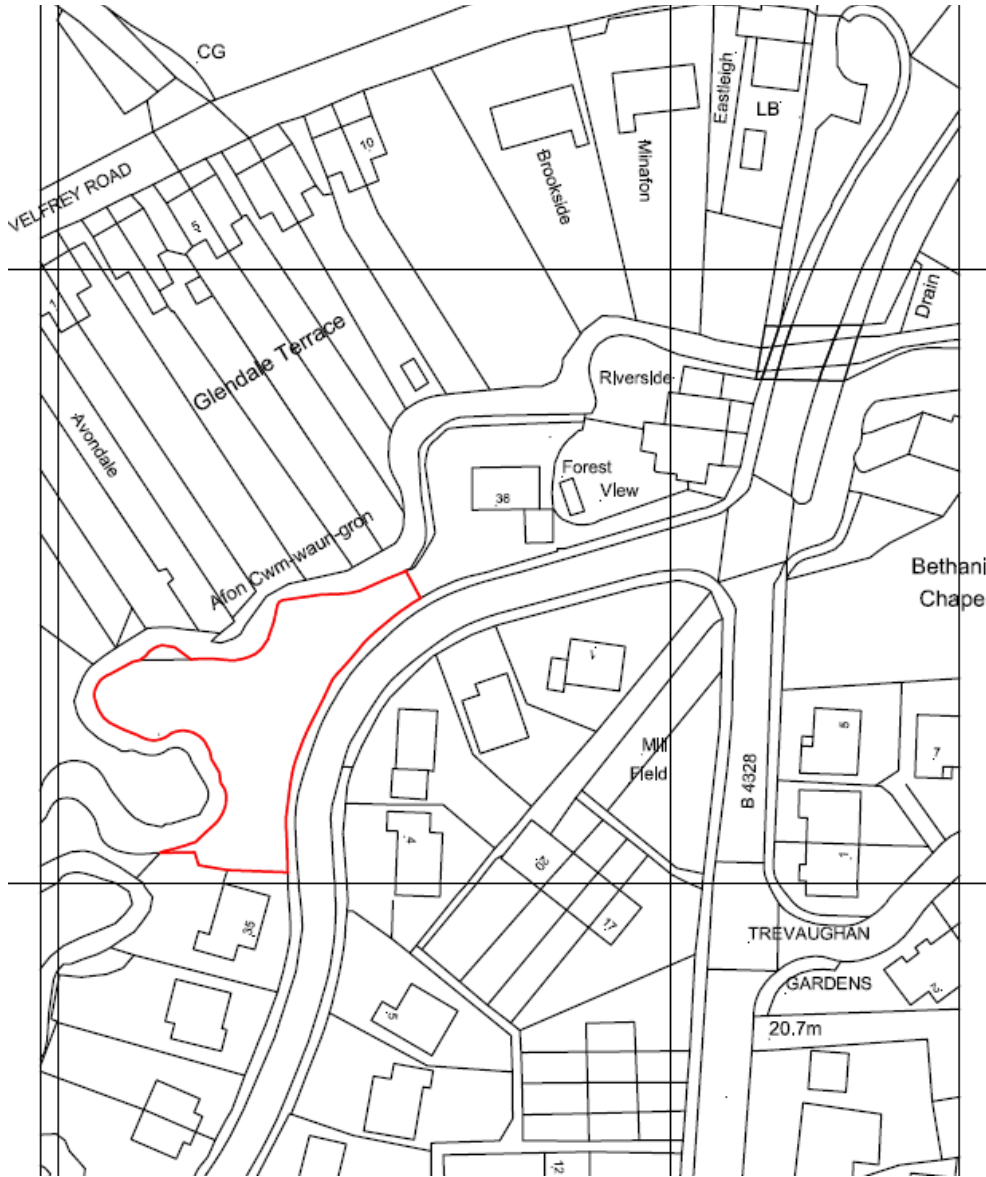 CG
Eastleigh
LB
VELFREY ROAD
10
Brookside
Minafon
5
1
Drain
Glendale Terrace
Riverside
Avondale
Forest
View
38
Afon Cwm-waun-gron
Bethani
Chape
1
Mill
Field
B 4328
5
7
4
20
17
1
35
TREVAUGHAN
GARDENS
2
5
20.7m
12